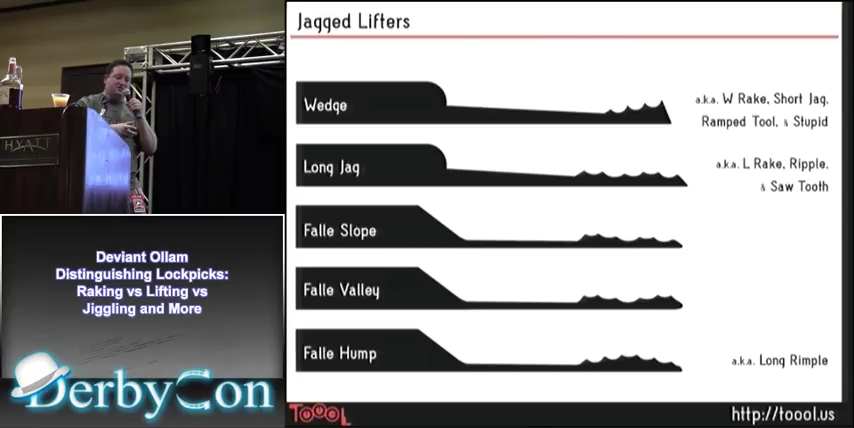 HYATT
Deviant Ollam
Distinguishing Lockpicks:
Raking vs Lifting vs
Jiggling and More
DerbyCon
Jagged Lifters
Wedge
a.k.a. W Rake, Short Jag,
Ramped Tool, & Stupid
Long Jag
a.k.a. L Rake, Ripple,
& Saw Tooth
Falle Slope
Falle Valley
Falle Hump
a.k.a. Long Rimple
TOOOL
http://toool.us